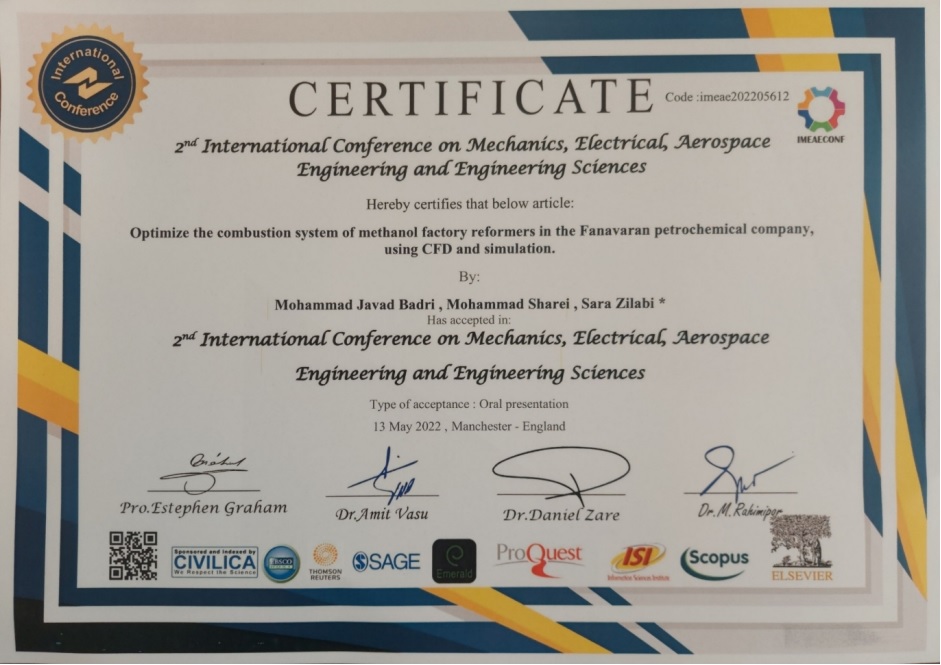 International
Conference
CERTIFICATE
Code :imeae202205612
IMEAECONF
2nd International Conference on Mechanics, Electrical, Aerospace
Engineering and Engineering Sciences
Hereby certifies that below article:
Optimize the combustion system of methanol factory reformers in the Fanavaran petrochemical company,
using CFD and simulation.
By:
Mohammad Javad Badri , Mohammad Sharei , Sara Zilabi *
Has accepted in:
2nd International Conference on Mechanics, Electrical, Aerospace
Engineering and Engineering Sciences
Type of acceptance : Oral presentation
13 May 2022 , Manchester - England
Pro.Estephen Graham
Dr.Amit Vasu
Dr.Daniel Zare
Dr.M.Rahimipor
Sponsored and Indexed by
CIVILICA
We Respect the Science
EBSCO
THOMSON
REUTERS
SAGE
Emerald
ProQuest
ISI
Information Sciences Institute
Scopus
ELSEVIER